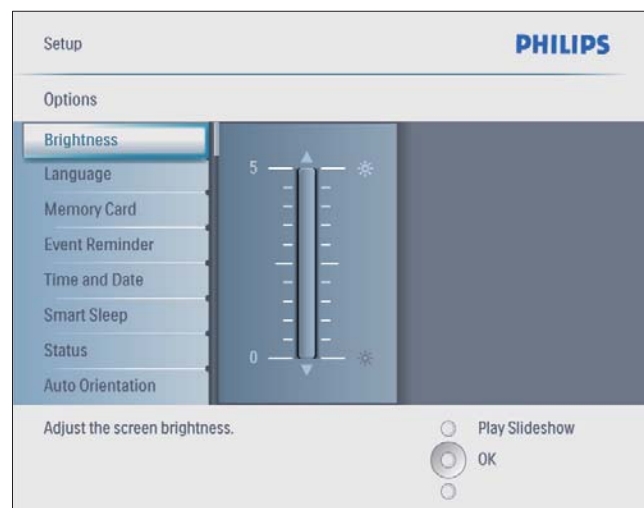 Setup
PHILIPS
Options
Brightness
Language
Memory Card
Event Reminder
Time and Date
Smart Sleep
Status
Auto Orientation
5
0
Adjust the screen brightness.
Play Slideshow
OK